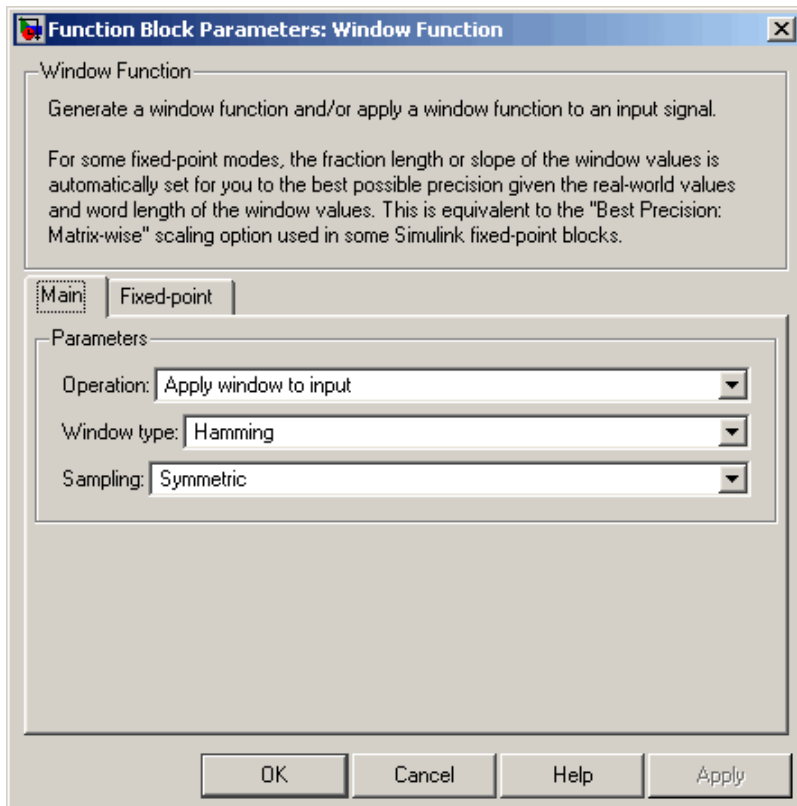 Function Block Parameters: Window Function
Window Function
Generate a window function and/or apply a window function to an input signal.
For some fixed-point modes, the fraction length or slope of the window values is
automatically set for you to the best possible precision given the real-world values
and word length of the window values. This is equivalent to the "Best Precision:
Matrix-wise" scaling option used in some Simulink fixed-point blocks.
Main Fixed-point
Parameters
Operation: Apply window to input
Window type: Hamming
Sampling: Symmetric
OK Cancel Help Apply